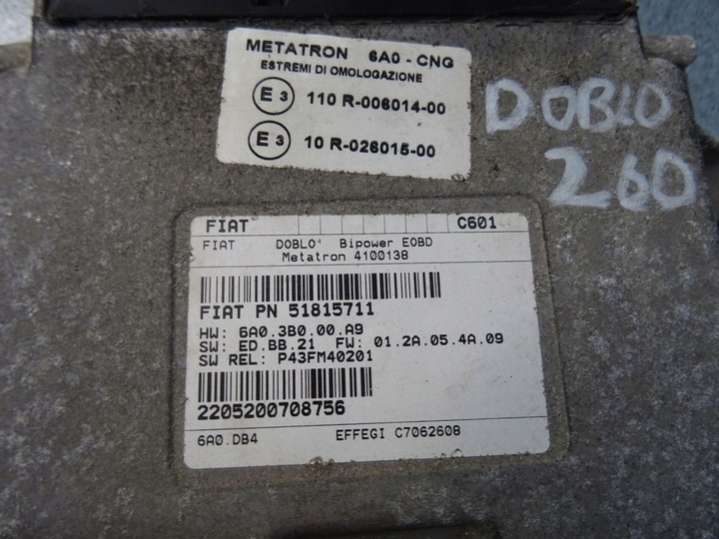 METATRON 6A0 - CNG
ESTREMI DI OMOLOGAZIONE
E 3 110 R-006014-00
E 3 10 R-026015-00
DOBLO
260
FIAT C601
FIAT DOBLO' Bipower EOBD
Metatron 4100138
FIAT PN 51815711
HW: 6A0.3B0.00.A9
SW: ED.BB.21 FW: 01.2A.05.4A.09
SW REL: P43FM40201
2205200708756
6A0.DB4 EFFEGI C7062608